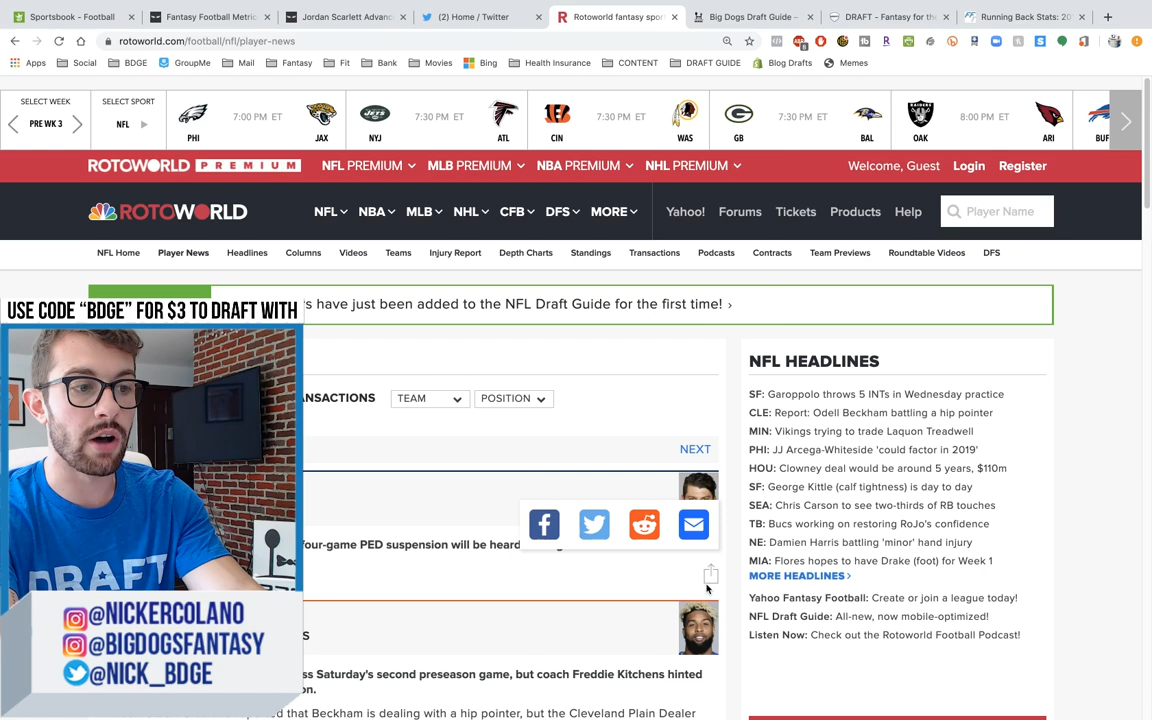 Sportsbook - Football
Fantasy Football Metric
Jordan Scarlett Advanc
(2) Home / Twitter
Rotoworld fantasy spor
Big Dogs Draft Guide –
DRAFT - Fantasy for the
Running Back Stats: 20
rotoworld.com/football/nfl/player-news
Apps Social BDGE GroupMe Mail Fantasy Fit Bank Movies Bing Health Insurance CONTENT DRAFT GUIDE Blog Drafts Memes
SELECT WEEK
PRE WK 3
SELECT SPORT
NFL
PHI 7:00 PM ET JAX
NYJ 7:30 PM ET ATL
CIN 7:30 PM ET WAS
GB 7:30 PM ET BAL
OAK 8:00 PM ET ARI
BUF
ROTOWORLD PREMIUM NFL PREMIUM MLB PREMIUM NBA PREMIUM NHL PREMIUM Welcome, Guest Login Register
ROTOWORLD NFL NBA MLB NHL CFB DFS MORE Yahoo! Forums Tickets Products Help Player Name
NFL Home Player News Headlines Columns Videos Teams Injury Report Depth Charts Standings Transactions Podcasts Contracts Team Previews Roundtable Videos DFS
s have just been added to the NFL Draft Guide for the first time! ›
USE CODE "BDGE" FOR $3 TO DRAFT WITH
ANSACTIONS TEAM POSITION
NEXT
four-game PED suspension will be heard
S
ss Saturday's second preseason game, but coach Freddie Kitchens hinted
on.
that Beckham is dealing with a hip pointer, but the Cleveland Plain Dealer
NFL HEADLINES
SF: Garoppolo throws 5 INTs in Wednesday practice
CLE: Report: Odell Beckham battling a hip pointer
MIN: Vikings trying to trade Laquon Treadwell
PHI: JJ Arcega-Whiteside 'could factor in 2019'
HOU: Clowney deal would be around 5 years, $110m
SF: George Kittle (calf tightness) is day to day
SEA: Chris Carson to see two-thirds of RB touches
TB: Bucs working on restoring RoJo's confidence
NE: Damien Harris battling 'minor' hand injury
MIA: Flores hopes to have Drake (foot) for Week 1
MORE HEADLINES ›
Yahoo Fantasy Football: Create or join a league today!
NFL Draft Guide: All-new, now mobile-optimized!
Listen Now: Check out the Rotoworld Football Podcast!
DRAFT
@NICKERCOLANO
@BIGDOGSFANTASY
@NICK_BDGE